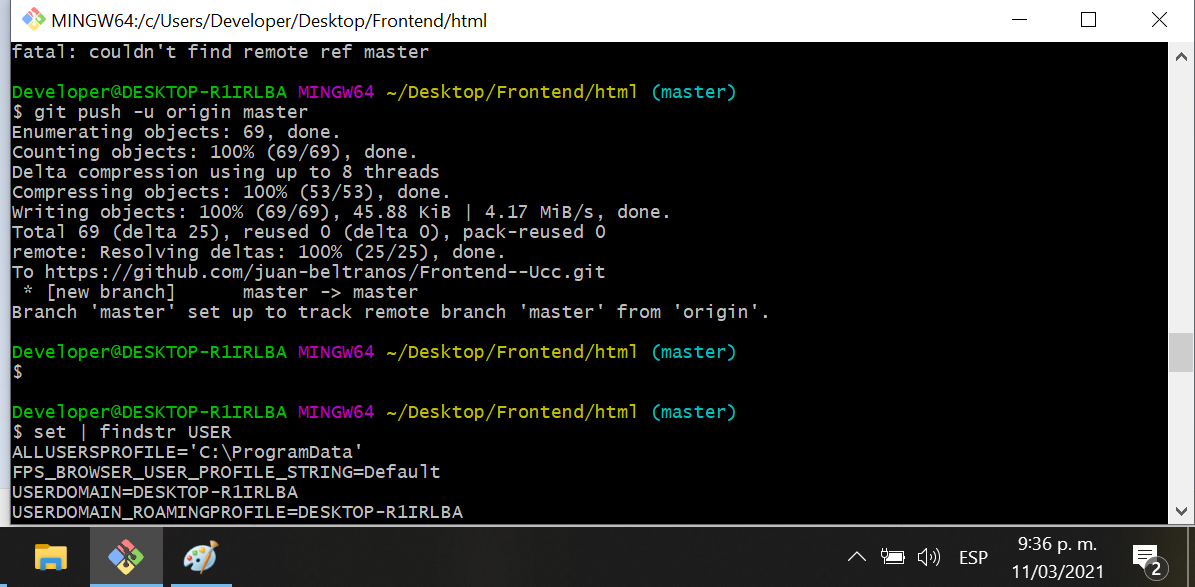 MINGW64:/c/Users/Developer/Desktop/Frontend/html
fatal: couldn't find remote ref master
Developer@DESKTOP-R1IRLBA MINGW64 ~/Desktop/Frontend/html (master)
$ git push -u origin master
Enumerating objects: 69, done.
Counting objects: 100% (69/69), done.
Delta compression using up to 8 threads
Compressing objects: 100% (53/53), done.
Writing objects: 100% (69/69), 45.88 KiB | 4.17 MiB/s, done.
Total 69 (delta 25), reused 0 (delta 0), pack-reused 0
remote: Resolving deltas: 100% (25/25), done.
To https://github.com/juan-beltranos/Frontend--Ucc.git
 * [new branch]      master -> master
Branch 'master' set up to track remote branch 'master' from 'origin'.
Developer@DESKTOP-R1IRLBA MINGW64 ~/Desktop/Frontend/html (master)
$
Developer@DESKTOP-R1IRLBA MINGW64 ~/Desktop/Frontend/html (master)
$ set | findstr USER
ALLUSERSPROFILE='C:\ProgramData'
FPS_BROWSER_USER_PROFILE_STRING=Default
USERDOMAIN=DESKTOP-R1IRLBA
USERDOMAIN_ROAMINGPROFILE=DESKTOP-R1IRLBA
ESP
9:36 p. m.
11/03/2021
2